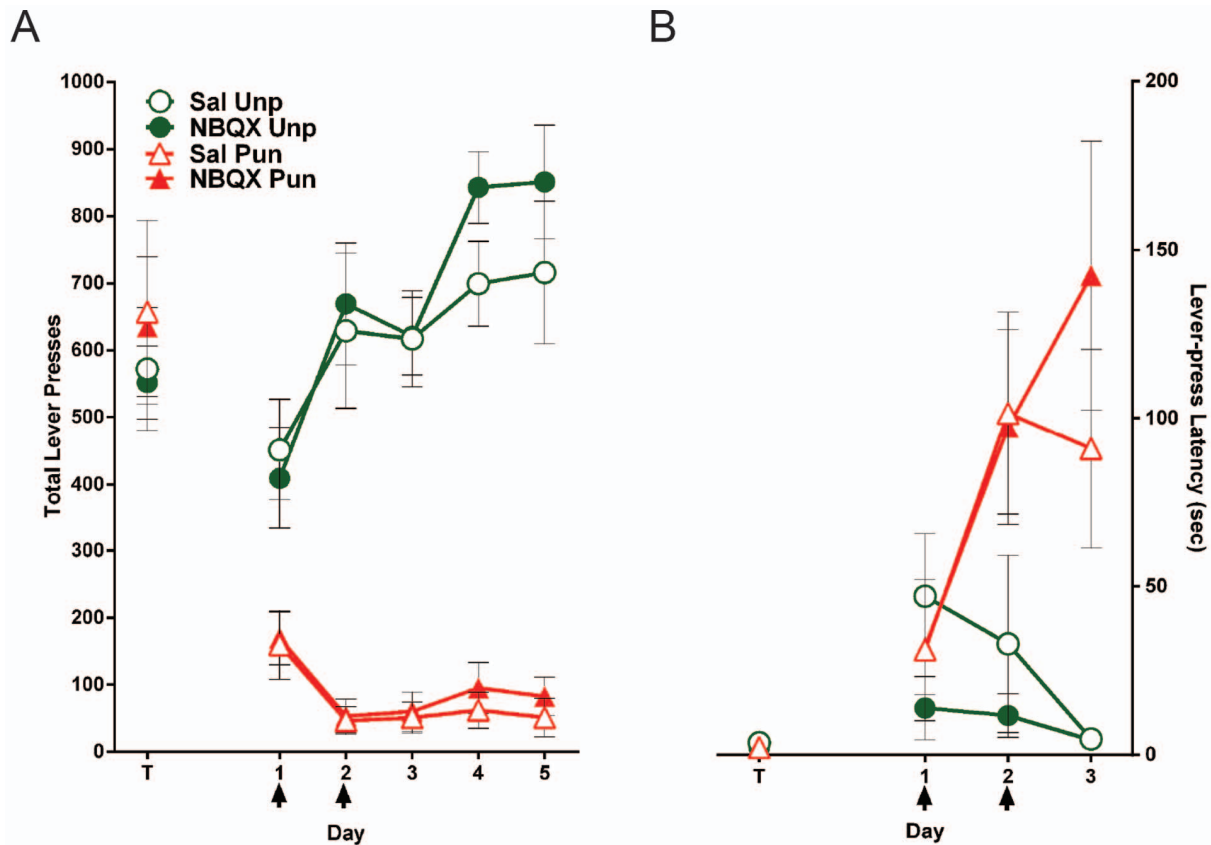 A
B
Sal Unp
NBQX Unp
Sal Pun
NBQX Pun
Total Lever Presses
1000
900
800
700
600
500
400
300
200
100
0
T
1
2
3
4
5
Day
200
150
100
50
0
Lever-press Latency (sec)
T
1
2
3
Day